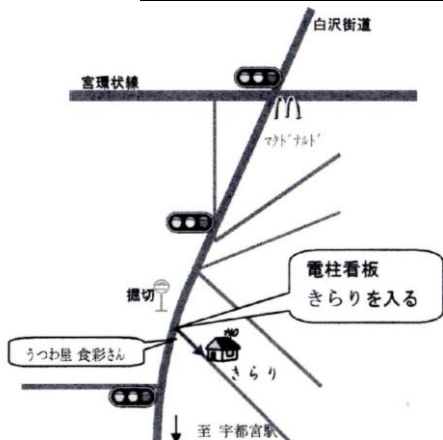 白沢街道
宮環状線
マクドナルド
電柱看板
きらりを入る
堀切
うつわ屋 食彩さん
きらり
↓ 至 宇都宮駅